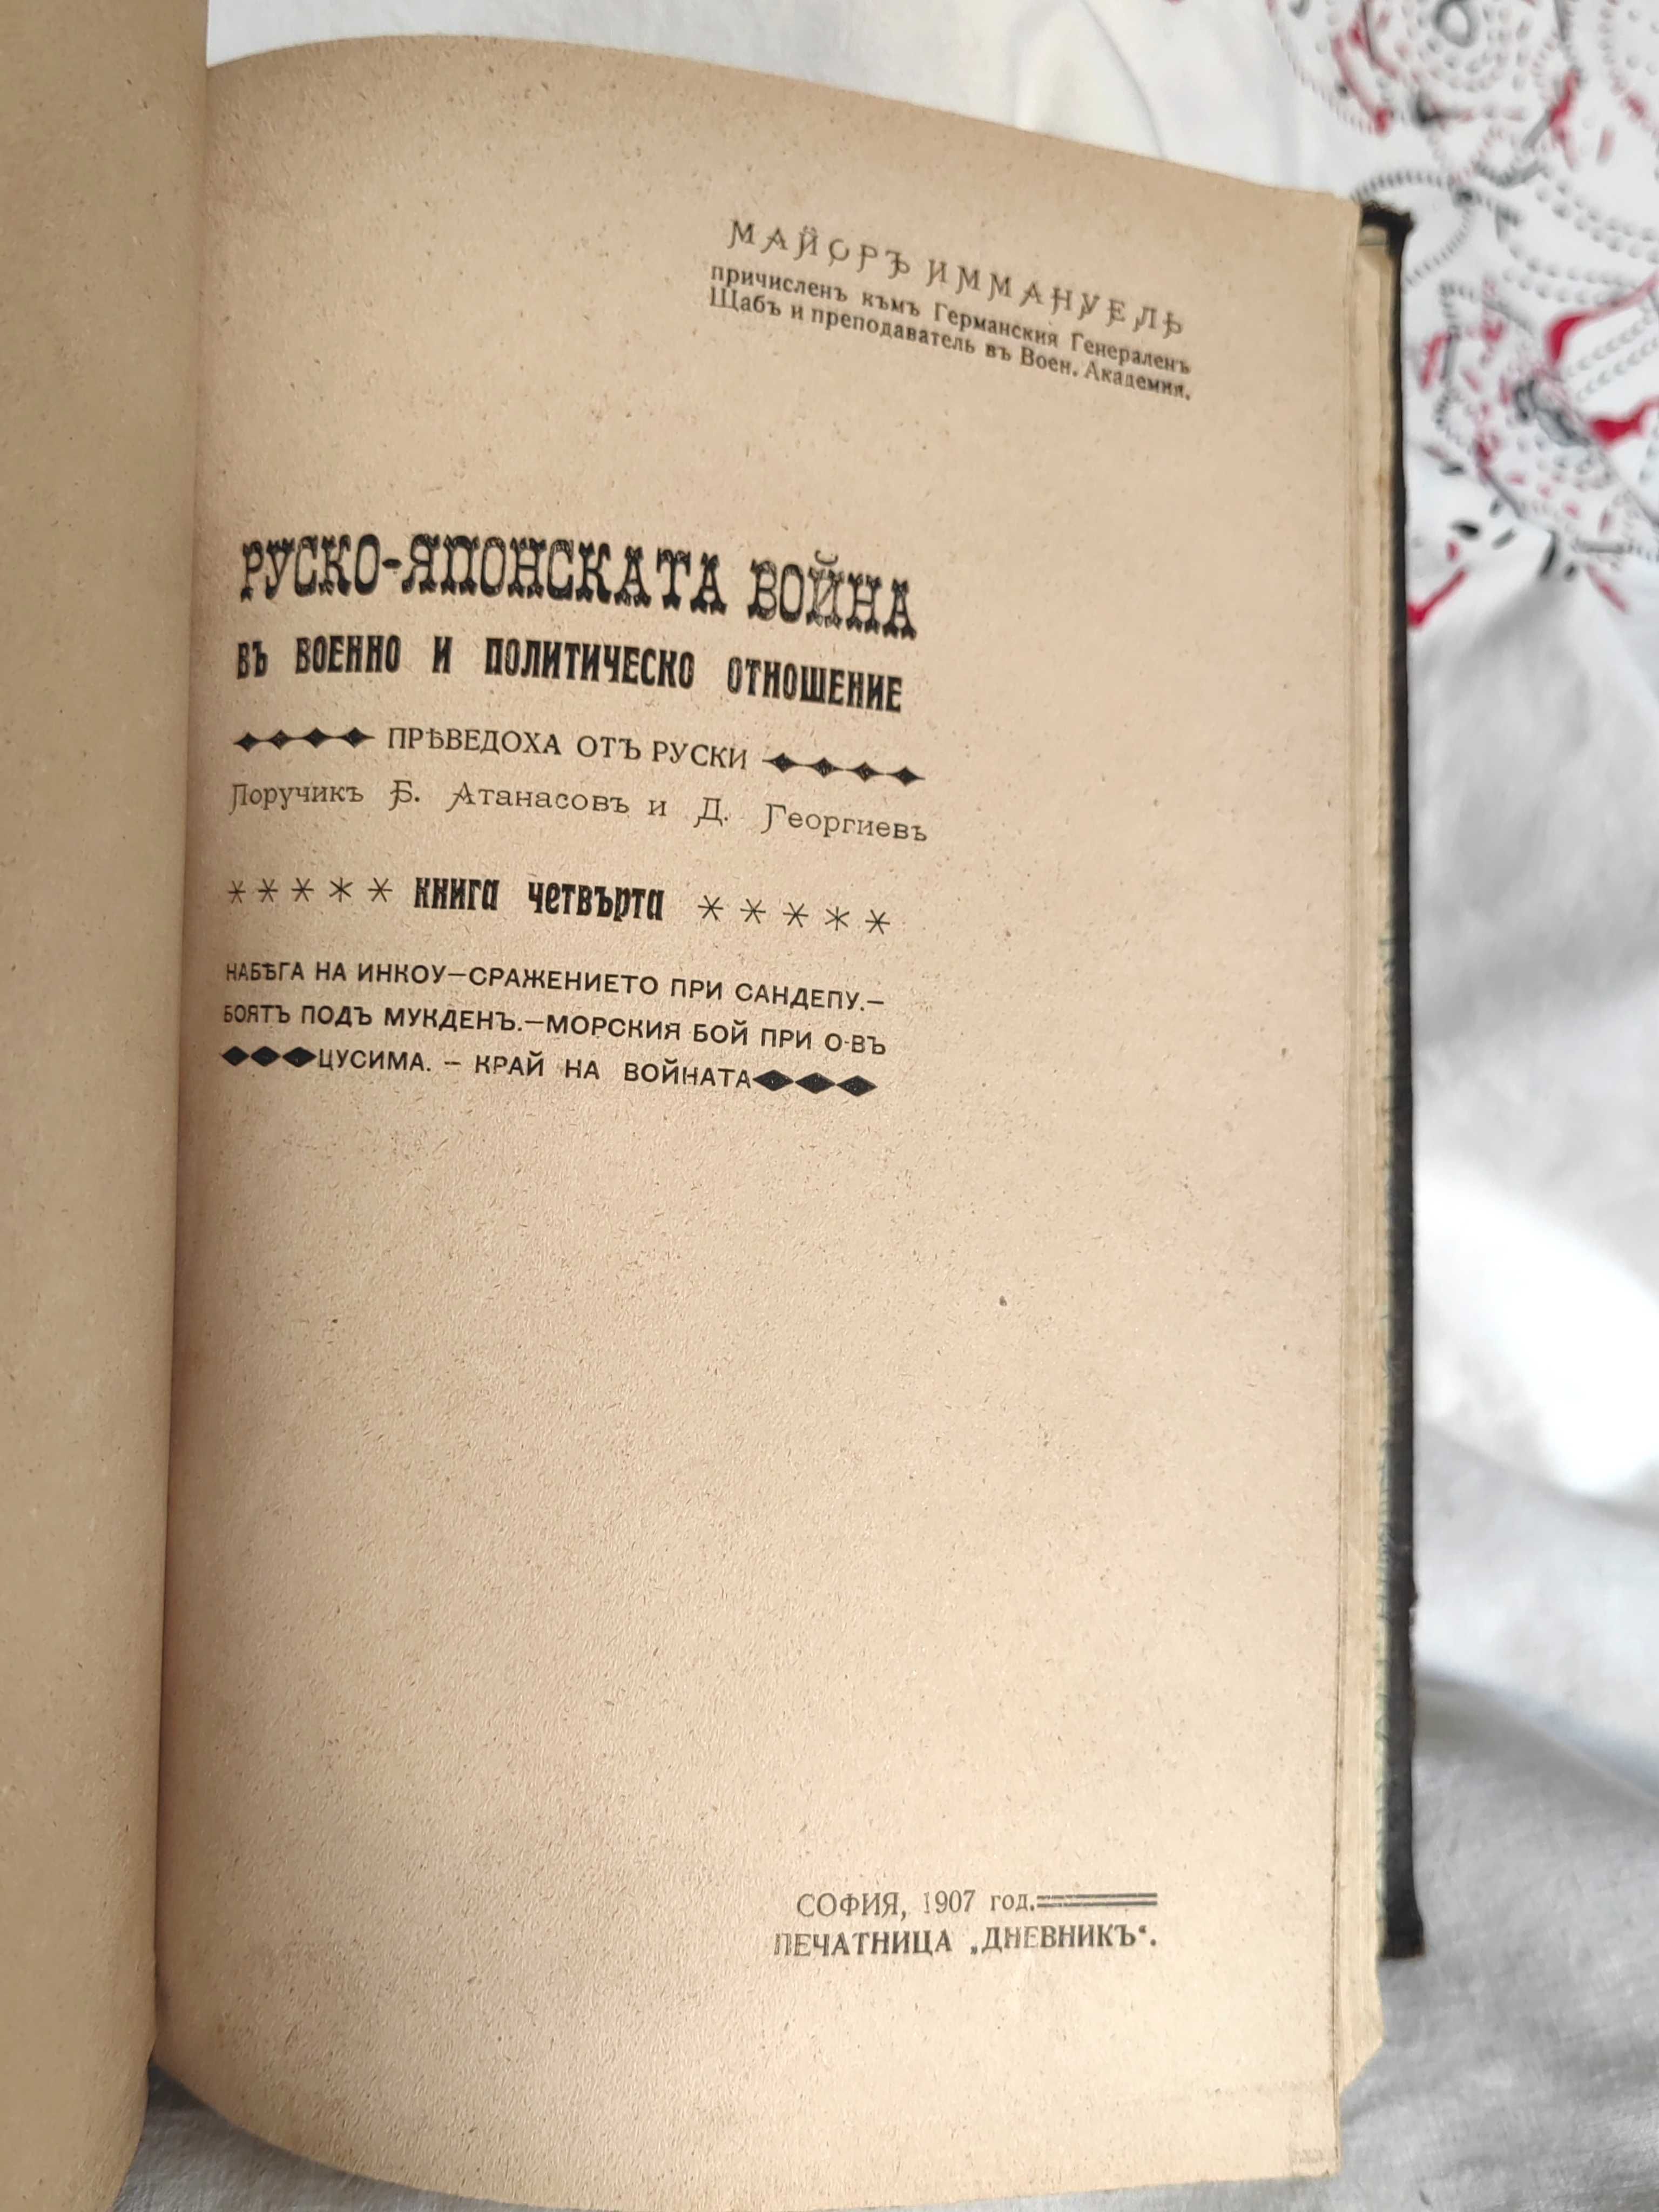 МАЙОРЪ ИММАНУЕЛЬ
причисленъ къмъ Германския Генераленъ
Щабъ и преподаватель въ Воен. Академия.
РУСКО-ЯПОНСКАТА ВОЙНА
ВЪ ВОЕННО И ПОЛИТИЧЕСКО ОТНОШЕНИЕ
ПРѢВЕДОХА ОТЪ РУСКИ
Поручикъ Б. Атанасовъ и Д. Георгиевъ
***** книга четвърта *****
НАБѢГА НА ИНКОУ—СРАЖЕНИЕТО ПРИ САНДЕПУ.—
БОЯТЪ ПОДЪ МУКДЕНЪ.—МОРСКИЯ БОЙ ПРИ О-ВЪ
ЦУСИМА. – КРАЙ НА ВОЙНАТА
СОФИЯ, 1907 год.
ПЕЧАТНИЦА „ДНЕВНИКЪ“.